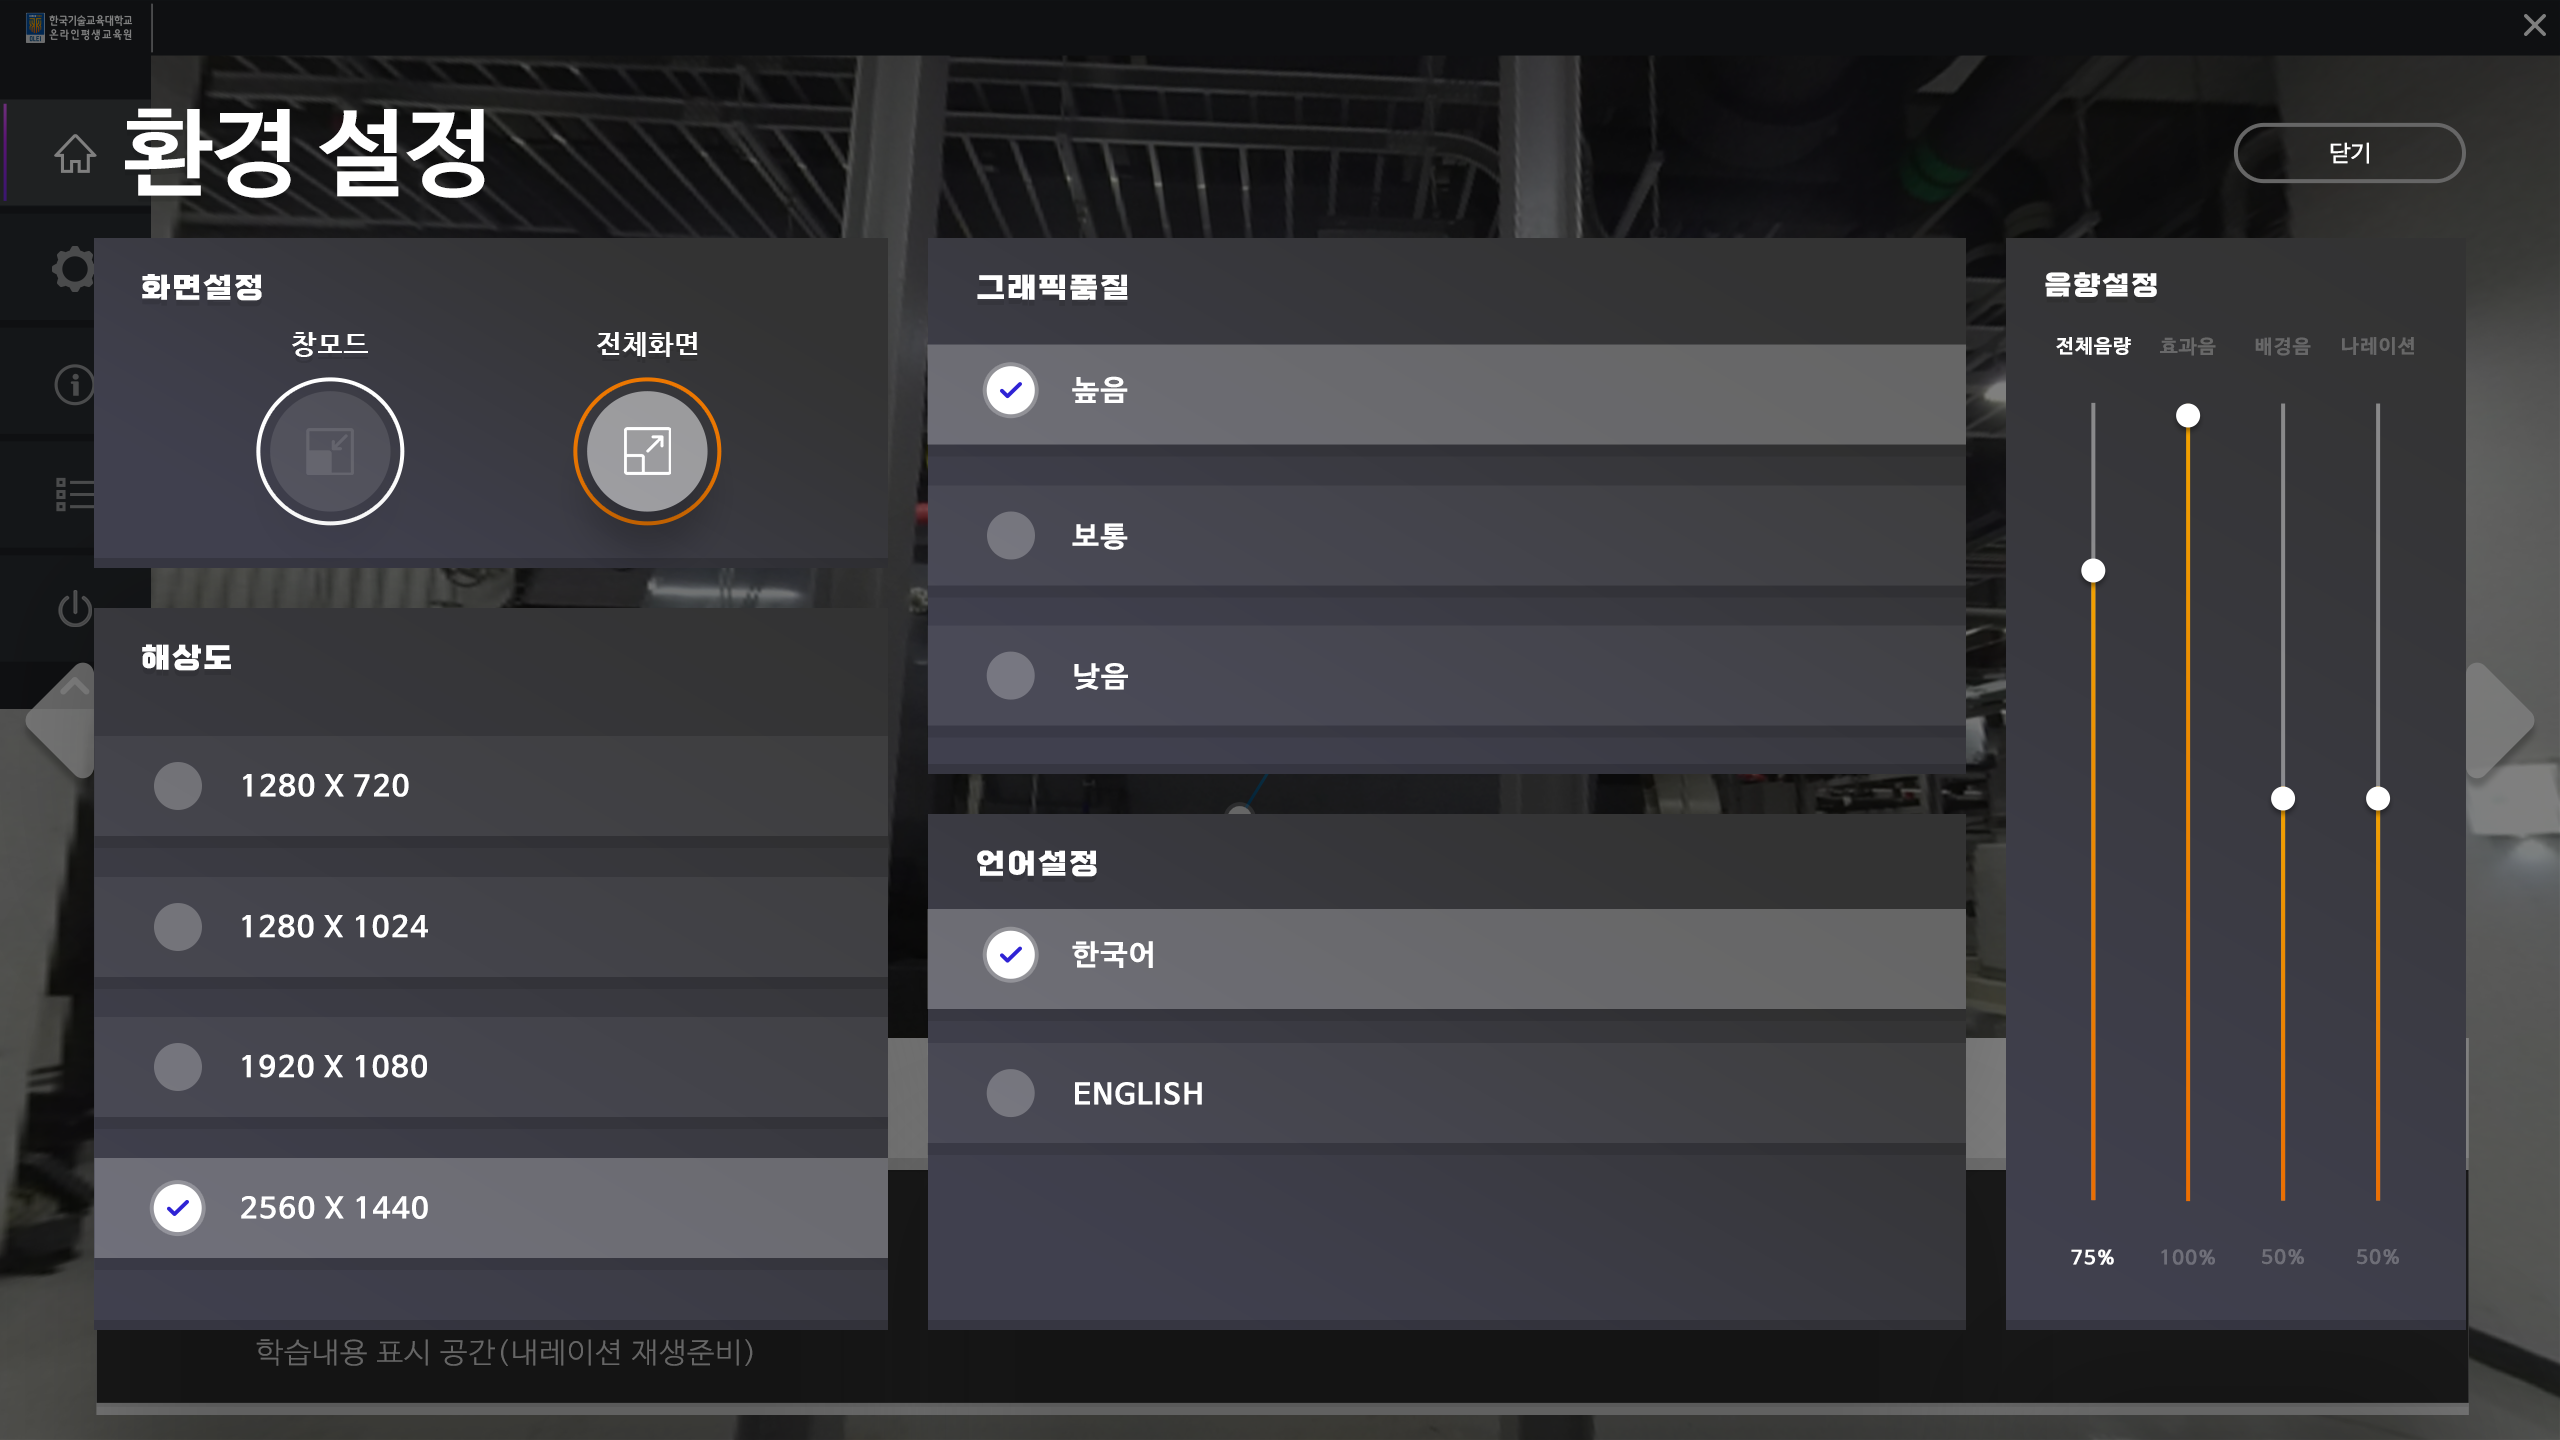 한국기술교육대학교
온라인평생교육원
환경 설정
닫기
화면설정
창모드
전체화면
해상도
1280 X 720
1280 X 1024
1920 X 1080
2560 X 1440
그래픽품질
높음
보통
낮음
언어설정
한국어
ENGLISH
음향설정
전체음량 효과음 배경음 나레이션
75% 100% 50% 50%
학습내용 표시 공간(내레이션 재생준비)